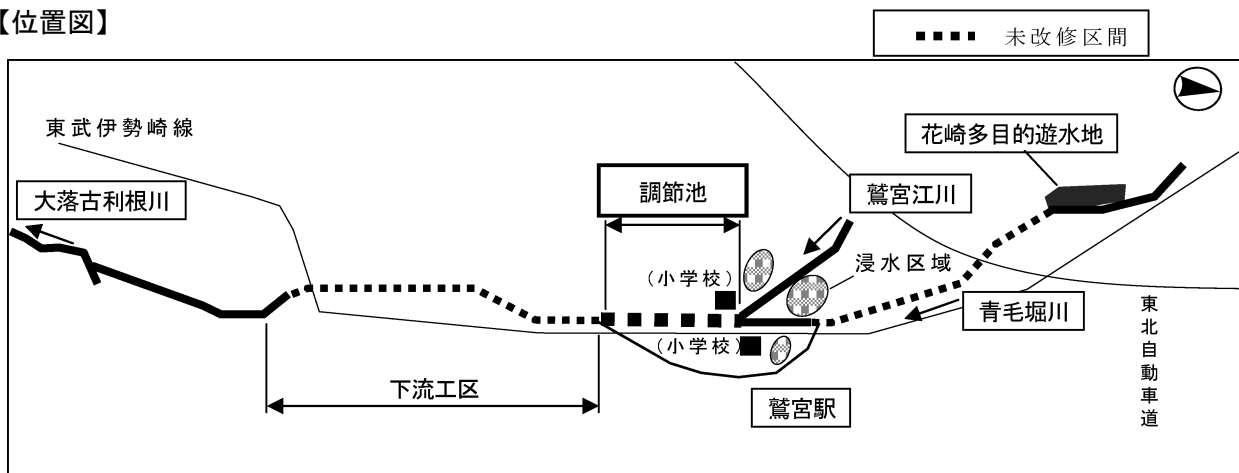 【位置図】
未改修区間
東武伊勢崎線
花崎多目的遊水地
大落古利根川
調節池
鷲宮江川
(小学校)
浸水区域
青毛堀川
(小学校)
東北自動車道
下流工区
鷲宮駅